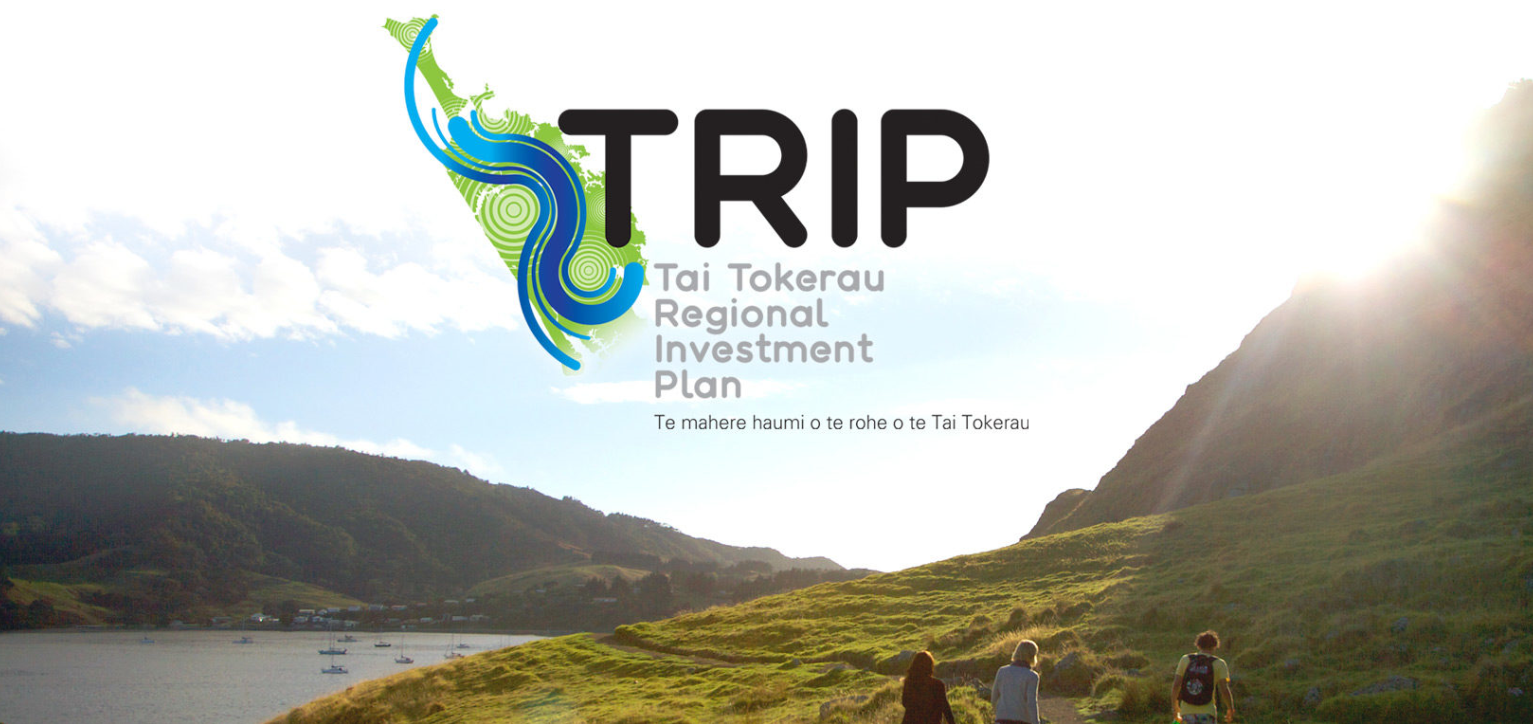 TRIP
Tai Tokerau
Regional
Investment
Plan
Te mahere haumi o te rohe o te Tai Tokerau